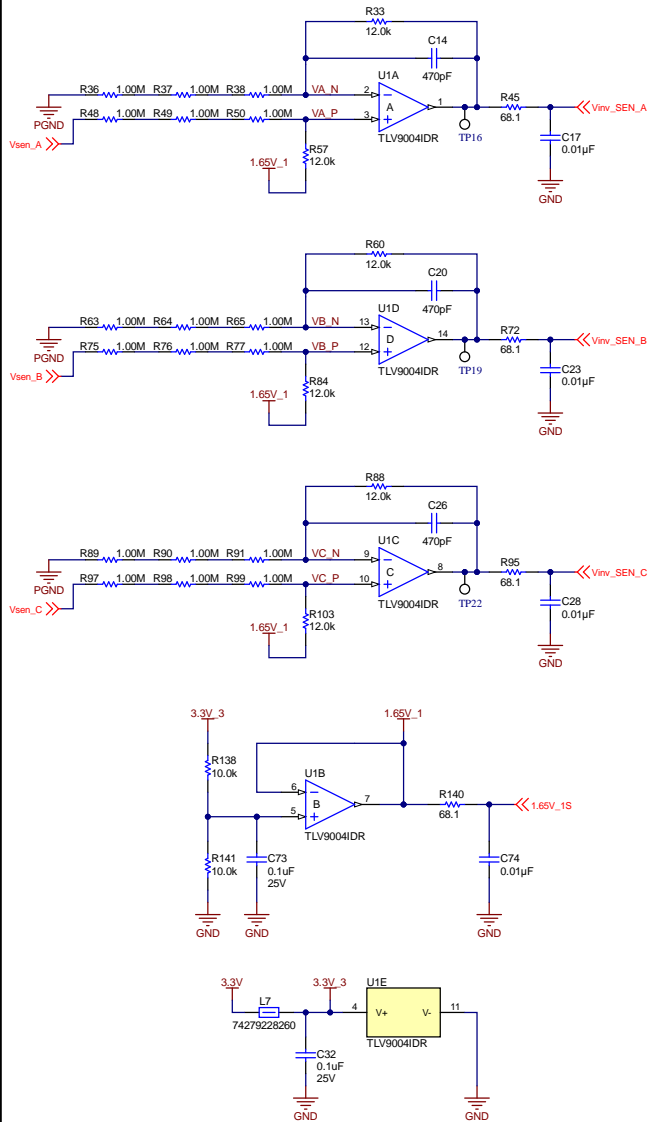 R33
12.0k
C14
470pF
U1A
R36 1.00M R37 1.00M R38 1.00M VA_N 2
A 1 R45 Vinv_SEN_A
PGND R48 1.00M R49 1.00M R50 1.00M VA_P 3
TLV9004IDR TP16 68.1 C17
Vsen_A 0.01µF
R57
1.65V_1 12.0k
GND
R60
12.0k
C20
470pF
U1D
R63 1.00M R64 1.00M R65 1.00M VB_N 13
D 14 R72 Vinv_SEN_B
PGND R75 1.00M R76 1.00M R77 1.00M VB_P 12
TLV9004IDR TP19 68.1 C23
Vsen_B 0.01µF
R84
1.65V_1 12.0k
GND
R88
12.0k
C26
470pF
U1C
R89 1.00M R90 1.00M R91 1.00M VC_N 9
C 8 R95 Vinv_SEN_C
PGND R97 1.00M R98 1.00M R99 1.00M VC_P 10
TLV9004IDR TP22 68.1 C28
Vsen_C 0.01µF
R103
1.65V_1 12.0k
GND
3.3V_3 1.65V_1
R138
10.0k
U1B
6
B 7 R140 1.65V_1S
5
TLV9004IDR 68.1
R141 C73 C74
10.0k 0.1uF 0.01µF
25V
GND GND GND
3.3V 3.3V_3 U1E
L7 4 V+ V- 11
74279228260 TLV9004IDR
C32
0.1uF
25V
GND GND